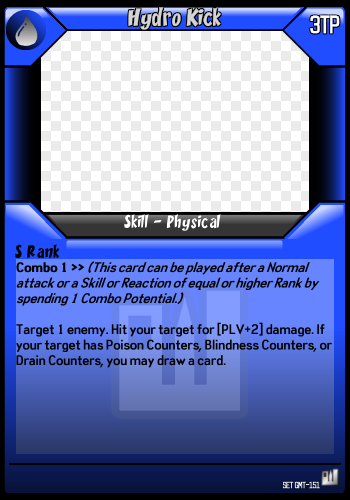 Hydro Kick
3TP
Skill - Physical
S Rank
Combo 1 >> (This card can be played after a Normal
attack or a Skill or Reaction of equal or higher Rank by
spending 1 Combo Potential.)
Target 1 enemy. Hit your target for [PLV+2] damage. If
your target has Poison Counters, Blindness Counters, or
Drain Counters, you may draw a card.
SET GMT-151